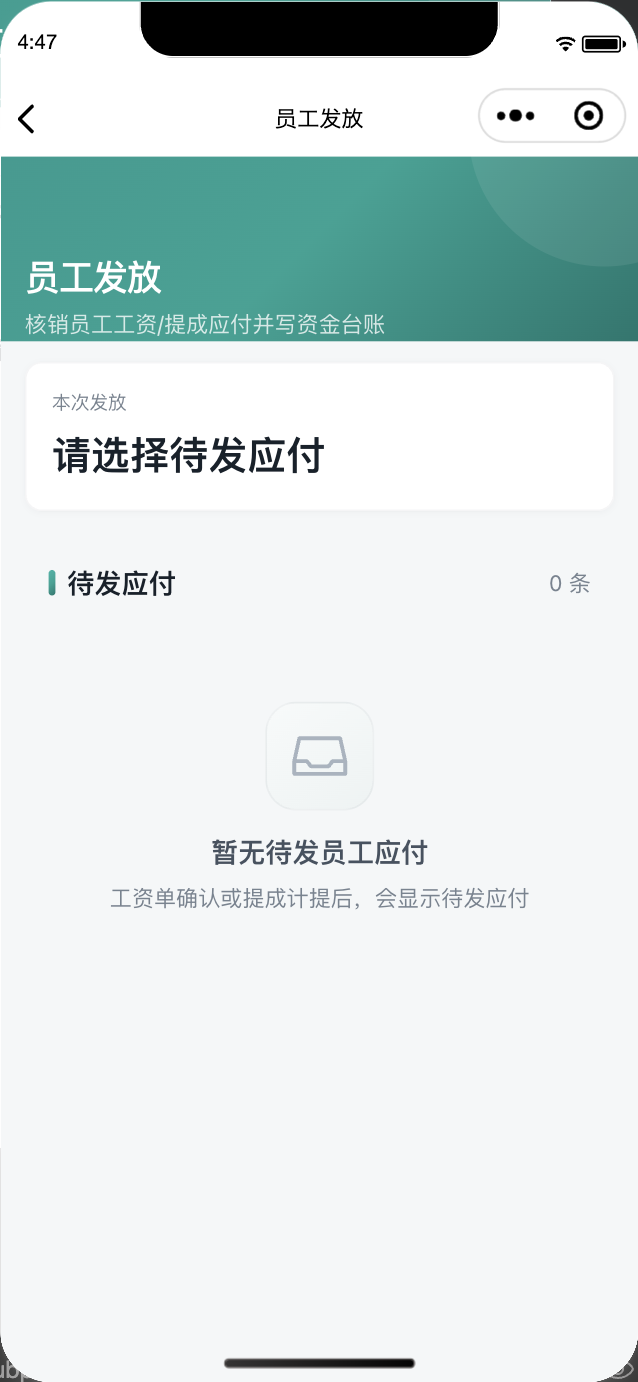 4:47
员工发放
员工发放
核销员工工资/提成应付并写资金台账
本次发放
请选择待发应付
待发应付
0 条
暂无待发员工应付
工资单确认或提成计提后，会显示待发应付